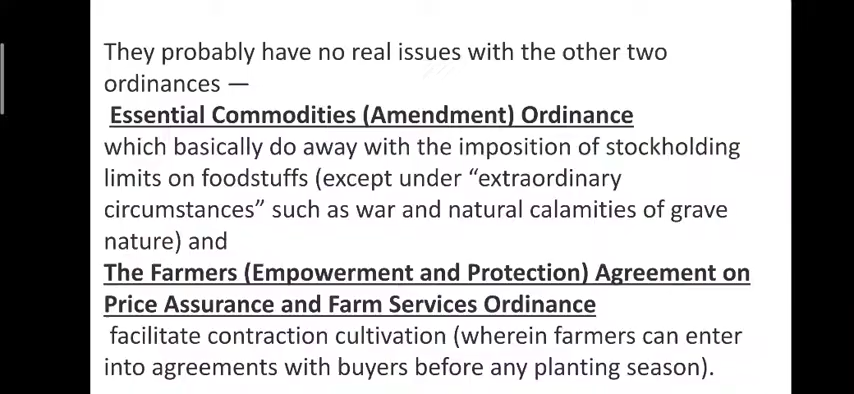 They probably have no real issues with the other two
ordinances —
Essential Commodities (Amendment) Ordinance
which basically do away with the imposition of stockholding
limits on foodstuffs (except under “extraordinary
circumstances” such as war and natural calamities of grave
nature) and
The Farmers (Empowerment and Protection) Agreement on
Price Assurance and Farm Services Ordinance
facilitate contraction cultivation (wherein farmers can enter
into agreements with buyers before any planting season).